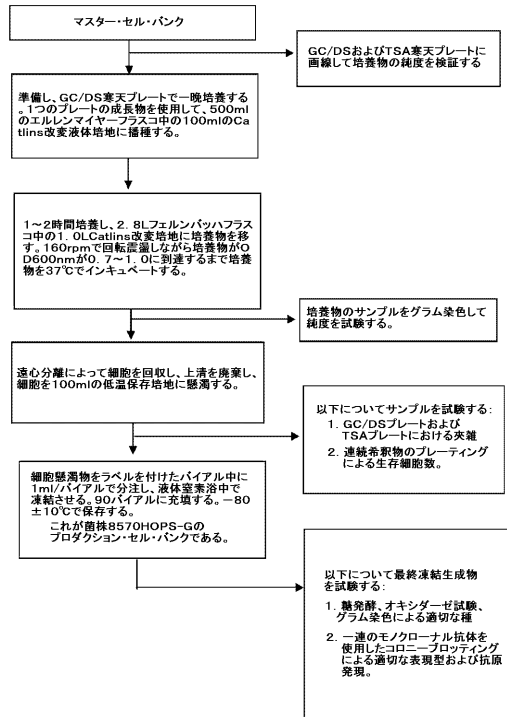 マスター・セル・バンク
GC/DSおよびTSA寒天プレートに
画線して培養物の純度を検証する
準備し、GC/DS寒天プレートで一晩培養する
。1つのプレートの成長物を使用して、500ml
のエルレンマイヤーフラスコ中の100mlのCa
tlins改変液体培地に播種する。
1~2時間培養し、2.8Lフェルンバッハフラス
コ中の1.0LCatlins改変培地に培養物を移
す。160rpmで回転震盪しながら培養物がO
D600nmが0.7~1.0に到達するまで培養
物を37℃でインキュベートする。
培養物のサンプルをグラム染色して
純度を試験する。
遠心分離によって細胞を回収し、上清を廃棄し、
細胞を100mlの低温保存培地に懸濁する。
以下についてサンプルを試験する:
1. GC/DSプレートおよび
TSAプレートにおける夾雑
2. 連続希釈物のプレーティング
による生存細胞数。
細胞懸濁物をラベルを付けたバイアル中に
1ml/バイアルで分注し、液体窒素浴中で
凍結させる。90バイアルに充填する。-80
±10℃で保存する。
これが菌株8570HOPS-Gの
プロダクション・セル・バンクである。
以下について最終凍結生成物
を試験する:
1. 糖発酵、オキシダーゼ試験、
グラム染色による適切な種
2. 一連のモノクローナル抗体を
使用したコロニーブロッティング
による適切な表現型および抗原
発現。